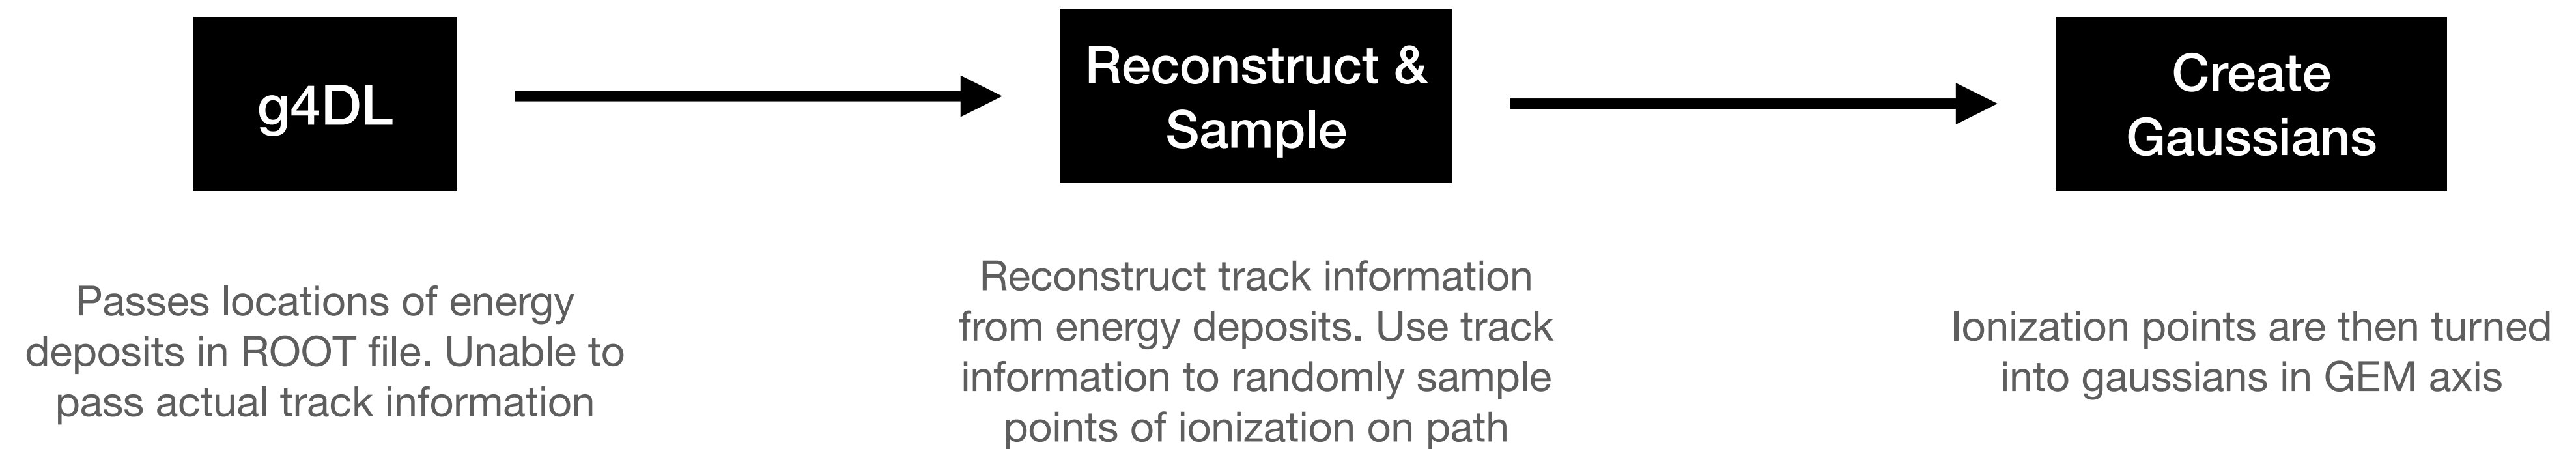 g4DL
Reconstruct &
Sample
Create
Gaussians
Passes locations of energy
deposits in ROOT file. Unable to
pass actual track information
Reconstruct track information
from energy deposits. Use track
information to randomly sample
points of ionization on path
Ionization points are then turned
into gaussians in GEM axis